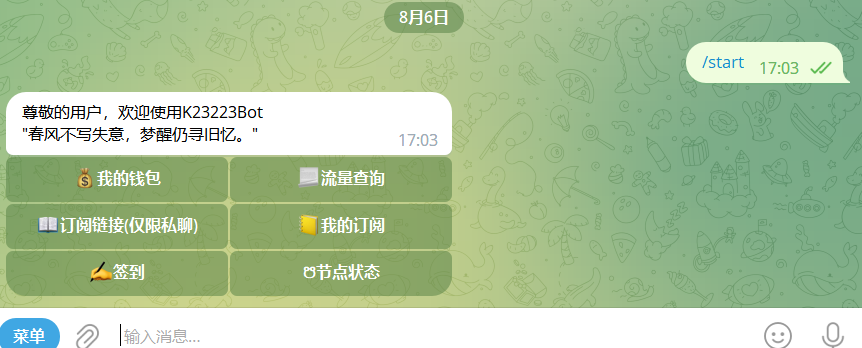 8月6日
/start 17:03
尊敬的用户，欢迎使用K23223Bot
"春风不写失意，梦醒仍寻旧忆。"
17:03
💰我的钱包
📃流量查询
📖订阅链接(仅限私聊)
📒我的订阅
✍️签到
ღ节点状态
菜单
输入消息...